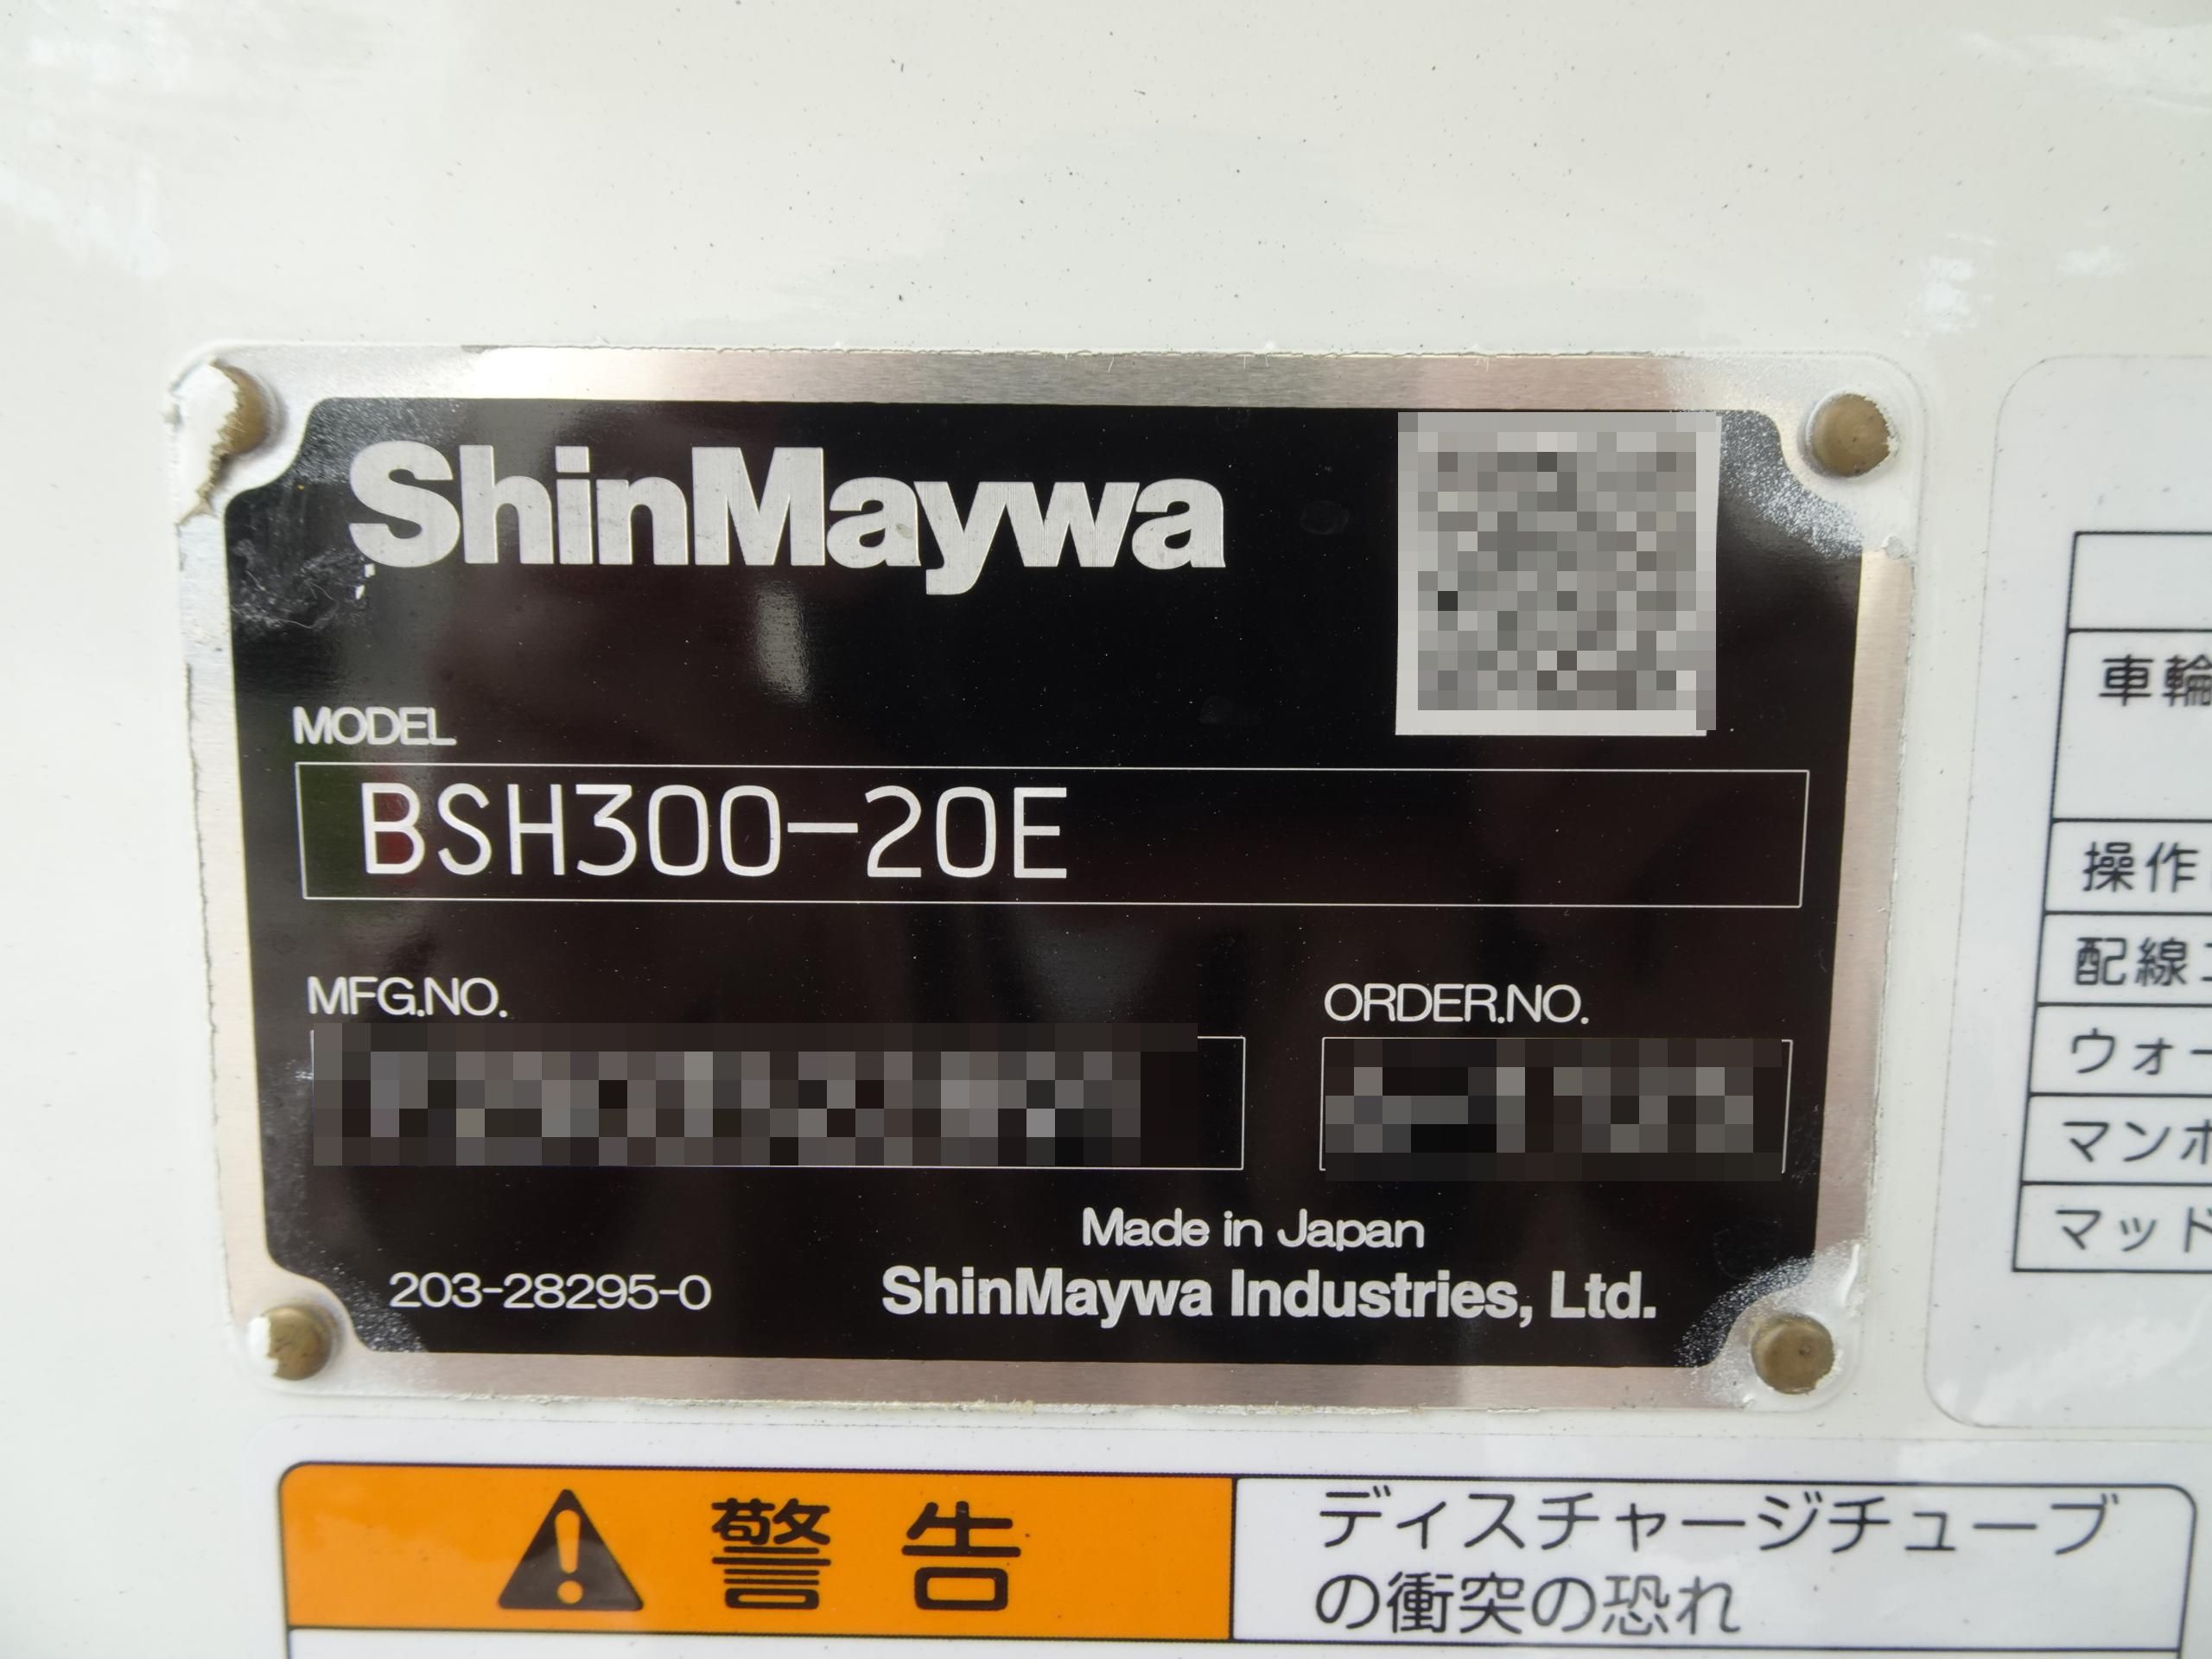 ShinMaywa
MODEL
BSH300-20E
MFG.NO.
ORDER.NO.
Made in Japan
203-28295-0
ShinMaywa Industries, Ltd.
車輪
操作
配線
ウォー
マンホ
マッド
警告
ディスチャージチューブ
の衝突の恐れ